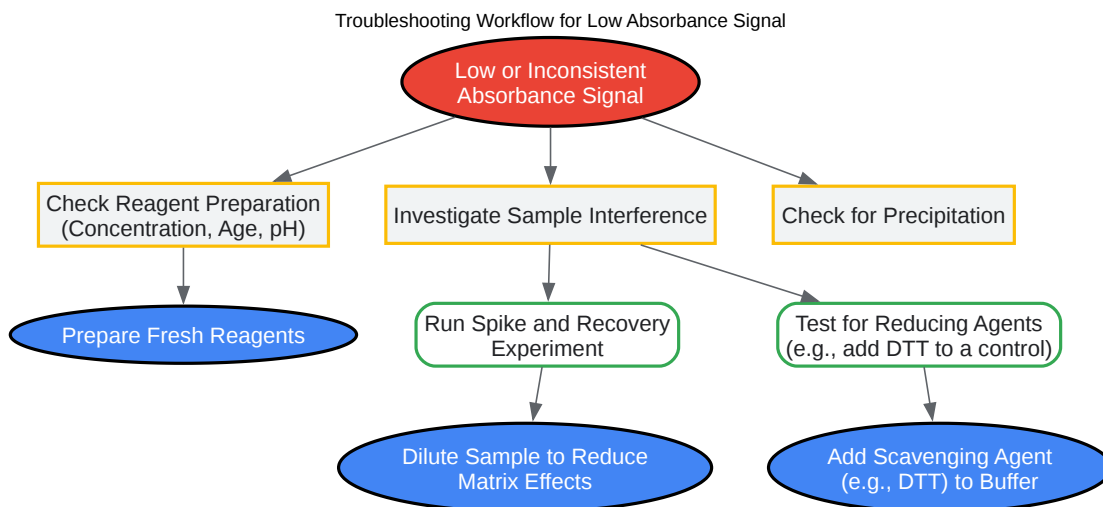 Troubleshooting Workflow for Low Absorbance Signal
Low or Inconsistent
Absorbance Signal
Check Reagent Preparation
(Concentration, Age, pH)
Investigate Sample Interference
Check for Precipitation
Prepare Fresh Reagents
Run Spike and Recovery
Experiment
Test for Reducing Agents
(e.g., add DTT to a control)
Dilute Sample to Reduce
Matrix Effects
Add Scavenging Agent
(e.g., DTT) to Buffer